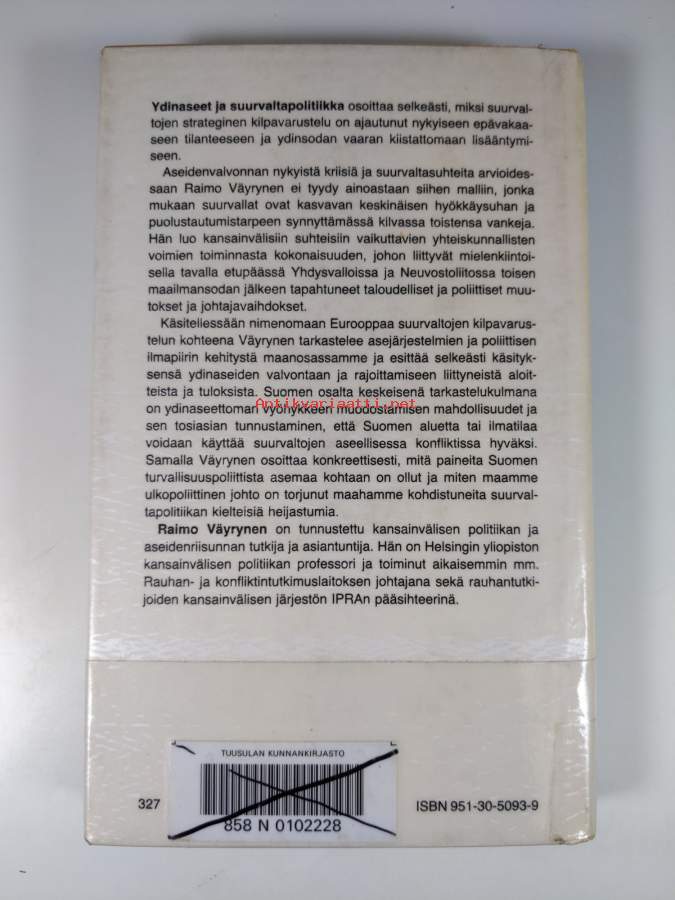 Ydinaseet ja suurvaltapolitiikka osoittaa selkeästi, miksi suurval-
tojen strateginen kilpavarustelu on ajautunut nykyiseen epävakaa-
seen tilanteeseen ja ydinsodan vaaran kiistattomaan lisääntymi-
seen.
Aseidenvalvonnan nykyistä kriisiä ja suurvaltasuhteita arvioides-
saan Raimo Väyrynen ei tyydy ainoastaan siihen malliin, jonka
mukaan suurvallat ovat kasvavan keskinäisen hyökkäysuhan ja
puolustautumistarpeen synnyttämässä kilvassa toistensa vankeja.
Hän luo kansainvälisiin suhteisiin vaikuttavien yhteiskunnallisten
voimien toiminnasta kokonaisuuden, johon liittyvät mielenkiintoi-
sella tavalla etupäässä Yhdysvalloissa ja Neuvostoliitossa toisen
maailmansodan jälkeen tapahtuneet taloudelliset ja poliittiset muu-
tokset ja johtajavaihdokset.
Käsitellessään nimenomaan Eurooppaa suurvaltojen kilpavarus-
telun kohteena Väyrynen tarkastelee asejärjestelmien ja poliittisen
ilmapiirin kehitystä maanosassamme ja esittää selkeästi käsityk-
sensä ydinaseiden valvontaan ja rajoittamiseen liittyneistä aloit-
teista ja tuloksista. Suomen osalta keskeisenä tarkastelukulmana
on ydinaseettoman vyöhykkeen muodostamisen mahdollisuudet ja
sen tosiasian tunnustaminen, että Suomen aluetta tai ilmatilaa
voidaan käyttää suurvaltojen aseellisessa konfliktissa hyväksi.
Samalla Väyrynen osoittaa konkreettisesti, mitä paineita Suomen
turvallisuuspoliittista asemaa kohtaan on ollut ja miten maamme
ulkopoliittinen johto on torjunut maahamme kohdistuneita suurval-
tapolitiikan kielteisiä heijastumia.
Raimo Väyrynen on tunnustettu kansainvälisen politiikan ja
aseidenriisunnan tutkija ja asiantuntija. Hän on Helsingin yliopiston
kansainvälisen politiikan professori ja toiminut aikaisemmin mm.
Rauhan- ja konfliktintutkimuslaitoksen johtajana sekä rauhantutki-
joiden kansainvälisen järjestön IPRAn pääsihteerinä.
Antikvariaatti.net
TUUSULAN KUNNANKIRJASTO
858 N 0102228
327
ISBN 951-30-5093-9